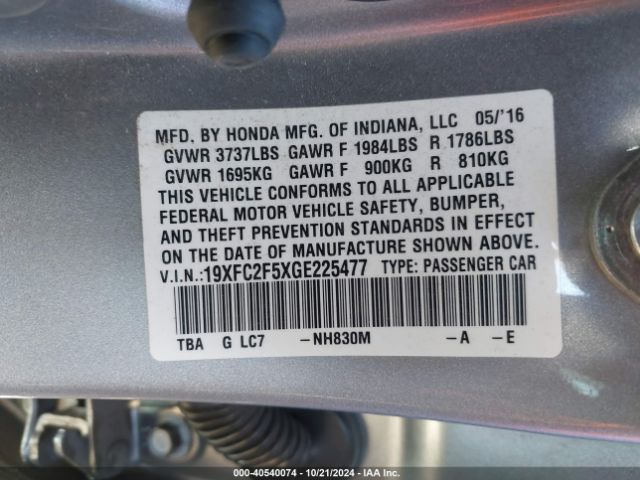 MFD. BY HONDA MFG. OF INDIANA, LLC 05/'16
GVWR 3737LBS GAWR F 1984LBS R 1786LBS
GVWR 1695KG GAWR F 900KG R 810KG
THIS VEHICLE CONFORMS TO ALL APPLICABLE
FEDERAL MOTOR VEHICLE SAFETY, BUMPER,
AND THEFT PREVENTION STANDARDS IN EFFECT
ON THE DATE OF MANUFACTURE SHOWN ABOVE.
V.I.N.:19XFC2F5XGE225477 TYPE: PASSENGER CAR
TBA G LC7 -NH830M -A -E
000-40540074 | 10/21/2024 | IAA Inc.